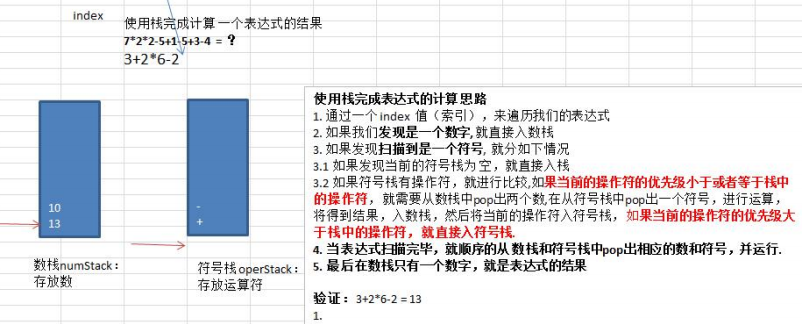 index
使用栈完成计算 一个表达式的结果
7*2*2-5+1-5+3-4 = ?
3+2*6-2
10
13
-
+
数栈numStack：
存放数
符号栈operStack：
存放运算符
使用栈完成表达式的计算思路
1. 通过一个 index 值（索引），来遍历我们的表达式
2. 如果我们发现是一个数字, 就直接入数栈
3. 如果发现扫描到是一个符号, 就分如下情况
3.1 如果发现当前的符号栈为 空，就直接入栈
3.2 如果符号栈有操作符，就进行比较,如果当前的操作符的优先级小于或者等于栈中
的操作符，就需要从数栈中pop出两个数,在从符号栈中pop出一个符号，进行运算，
将得到结果，入数栈，然后将当前的操作符入符号栈，如果当前的操作符的优先级大
于栈中的操作符，就直接入符号栈.
4. 当表达式扫描完毕，就顺序的从 数栈和符号栈中pop出相应的数和符号，并运行.
5. 最后在数栈只有一个数字，就是表达式的结果
验证：3+2*6-2 = 13
1.